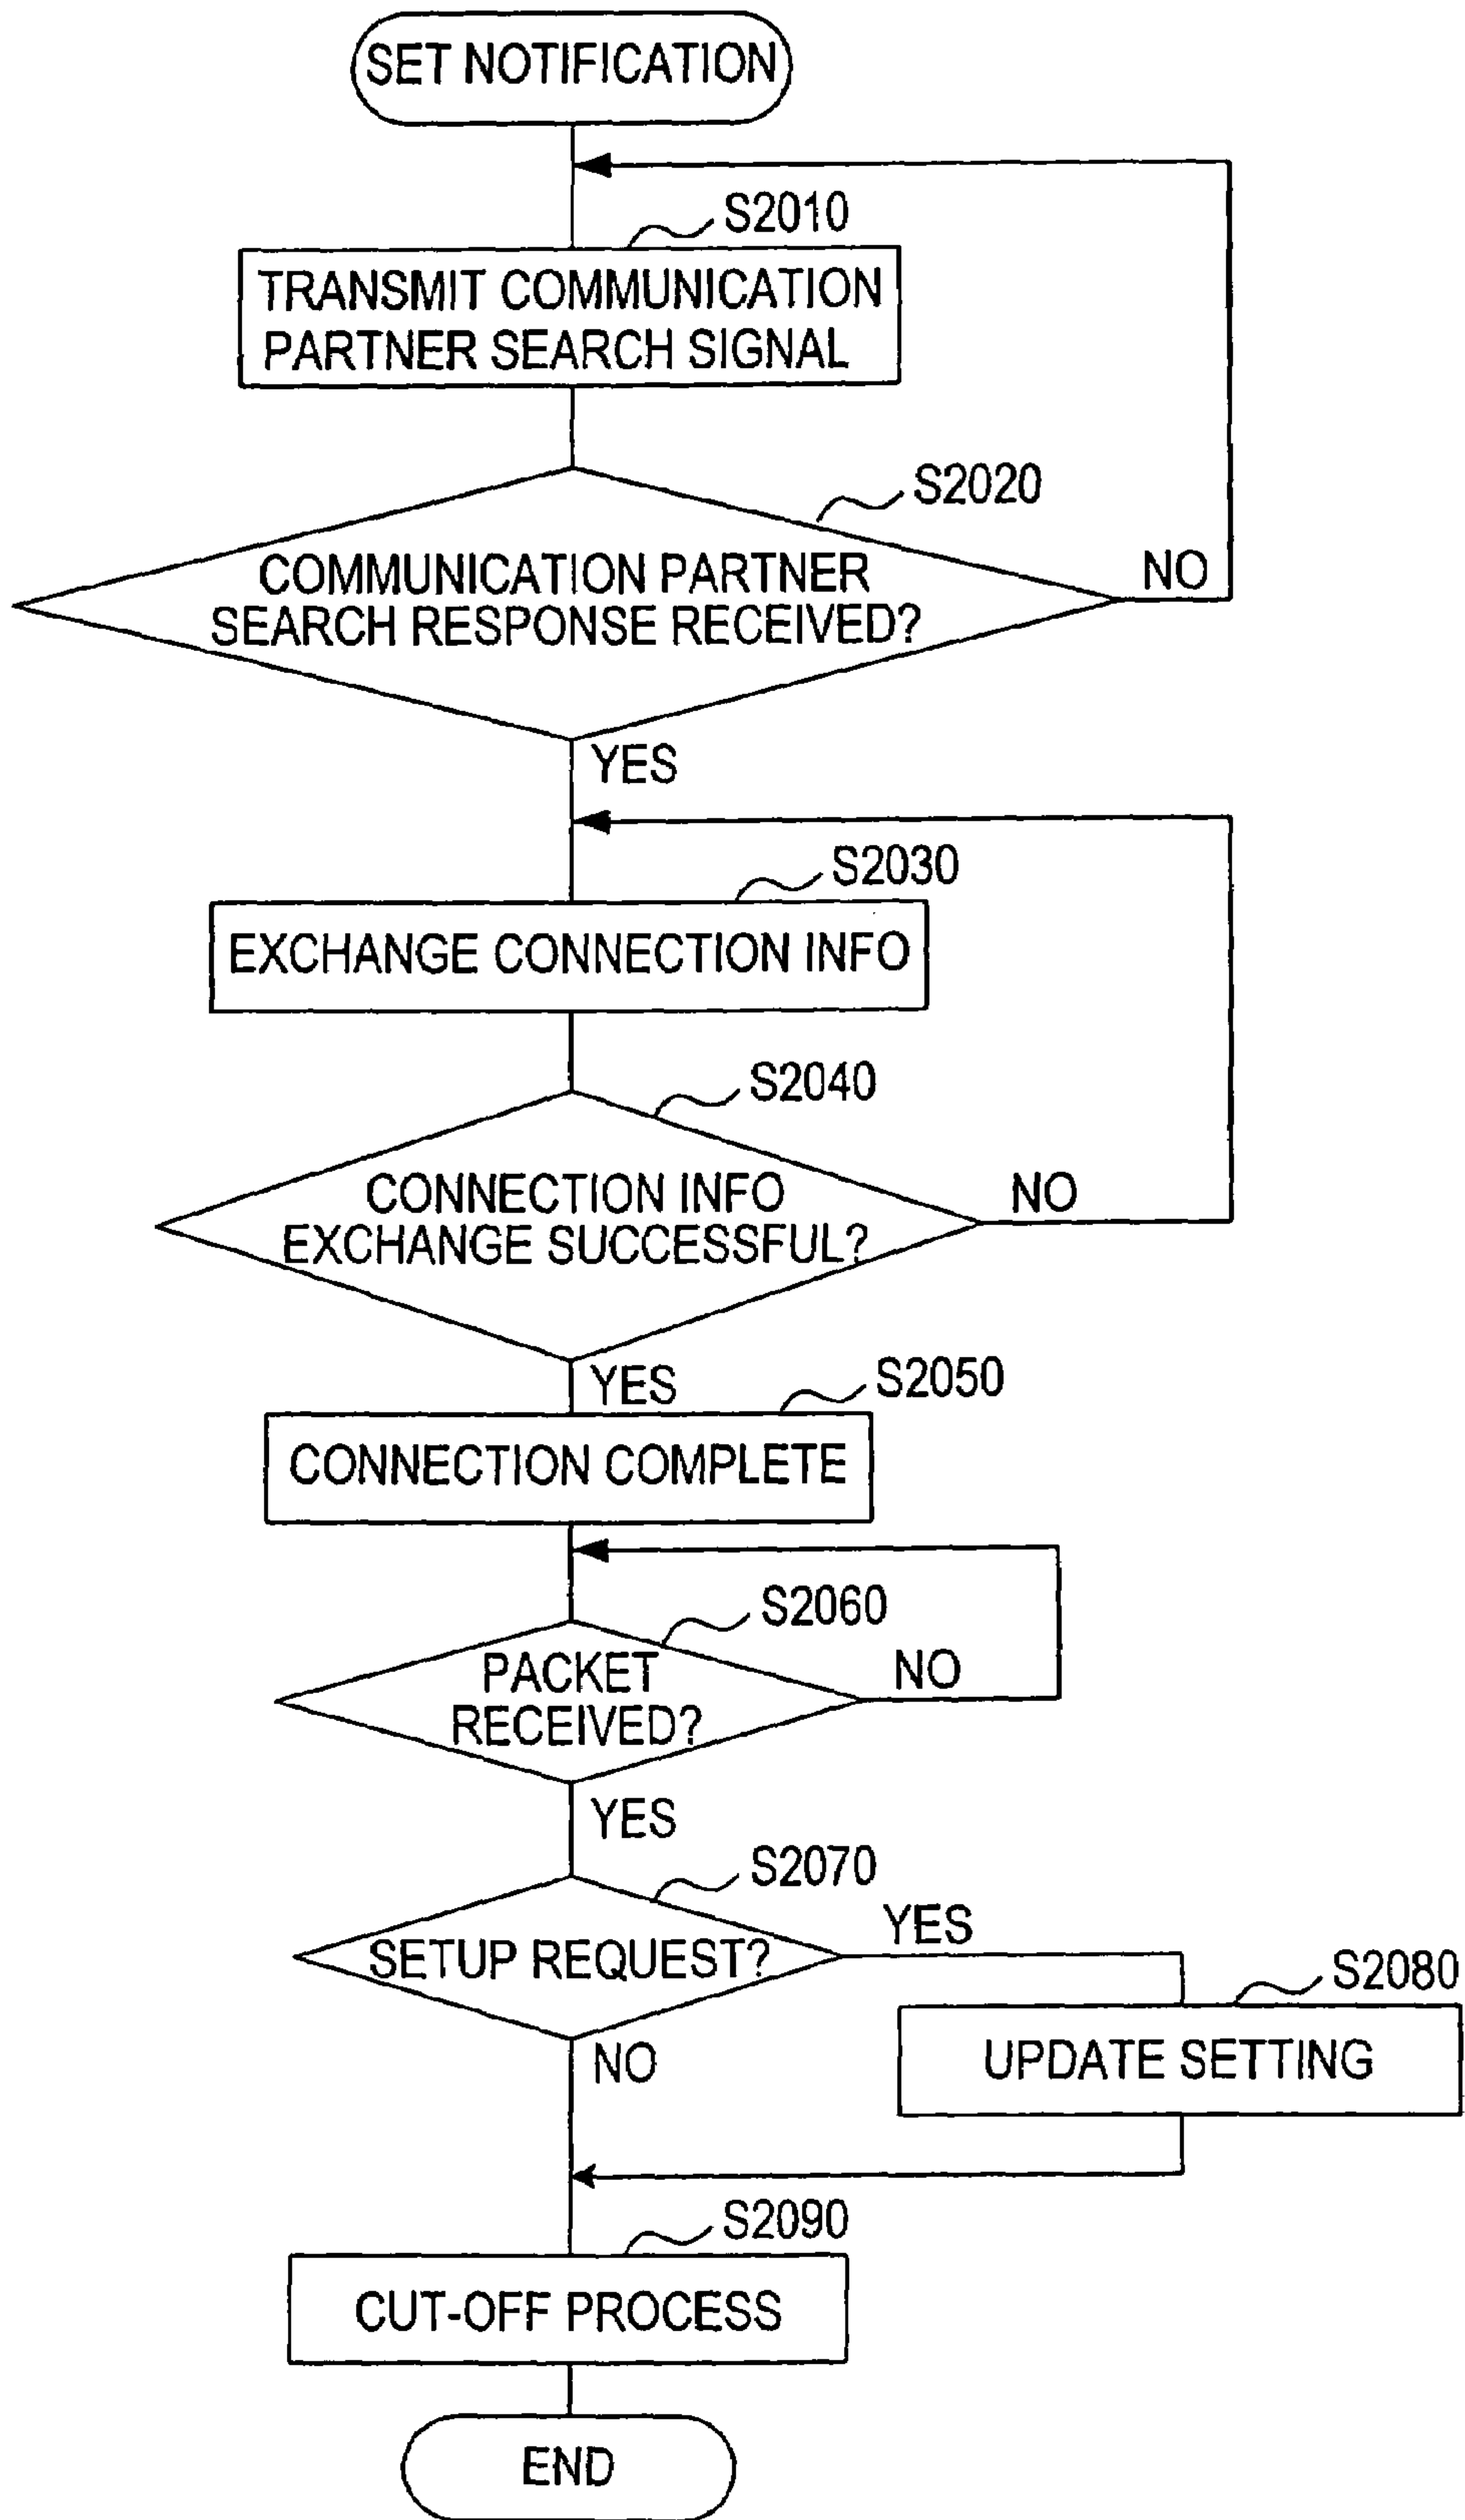 SET NOTIFICATION
S2010
TRANSMIT COMMUNICATION
PARTNER SEARCH SIGNAL
S2020
COMMUNICATION PARTNER
SEARCH RESPONSE RECEIVED?
NO
YES
S2030
EXCHANGE CONNECTION INFO
S2040
CONNECTION INFO
EXCHANGE SUCCESSFUL?
NO
YES
S2050
CONNECTION COMPLETE
S2060
PACKET
RECEIVED?
NO
YES
S2070
SETUP REQUEST?
YES
S2080
UPDATE SETTING
NO
S2090
CUT-OFF PROCESS
END